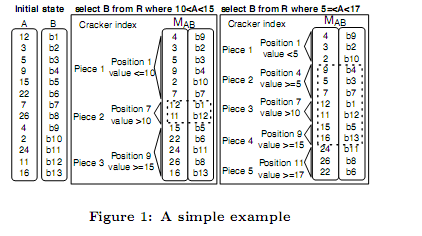 Initial state select B from R where 10<A<15 select B from R where 5=<A<17
A B Cracker index M_AB Cracker index M_AB
12 b1 4 b9 4 b9
3 b2 3 b2 3 b2
5 b3 5 b3 2 b10
9 b4 9 b4 9 b4
15 b5 2 b10 5 b3
22 b6 7 b7 7 b7
7 b7 12 b1 12 b1
26 b8 11 b12 11 b12
4 b9 15 b5 15 b5
2 b10 22 b6 16 b13
24 b11 24 b11 24 b11
11 b12 26 b8 26 b8
16 b13 16 b13 22 b6
Piece 1 Position 1
value <=10
Piece 2 Position 7
value >10
Piece 3 Position 9
value >=15
Piece 1 Position 1
value <5
Piece 2 Position 4
value >=5
Piece 3 Position 7
value >10
Piece 4 Position 9
value >=15
Piece 5 Position 11
value >=17
Figure 1: A simple example